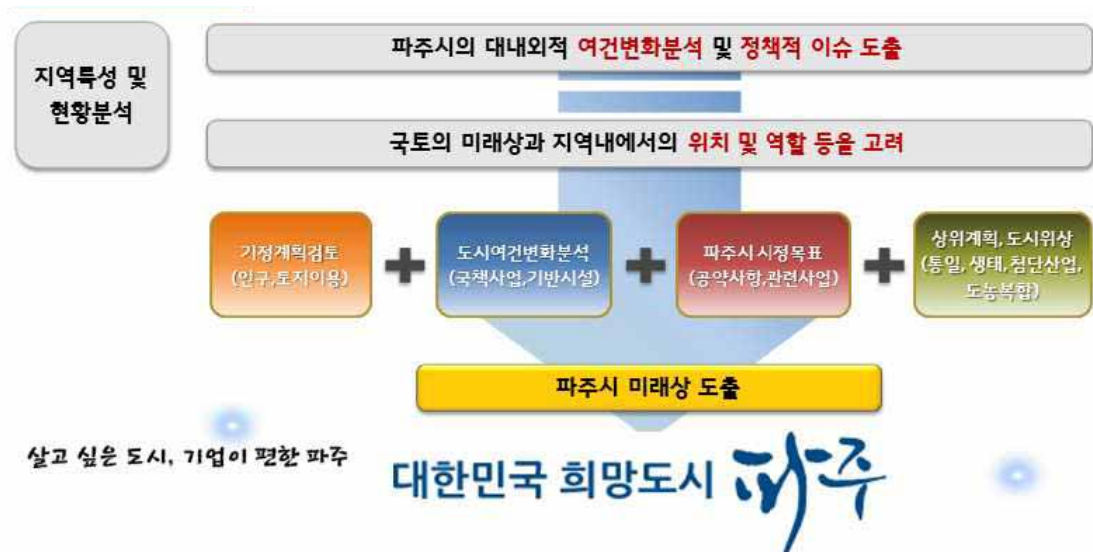 지역특성 및
현황분석
파주시의 대내외적 여건변화분석 및 정책적 이슈 도출
국토의 미래상과 지역내에서의 위치 및 역할 등을 고려
기정계획검토
(인구,토지이용)
도시여건변화분석
(국책사업,기반시설)
파주시 시정목표
(공약사항,관련사업)
상위계획, 도시위상
(통일, 생태, 첨단산업,
도농복합)
파주시 미래상 도출
살고 싶은 도시, 기업이 편한 파주
대한민국 희망도시 파주